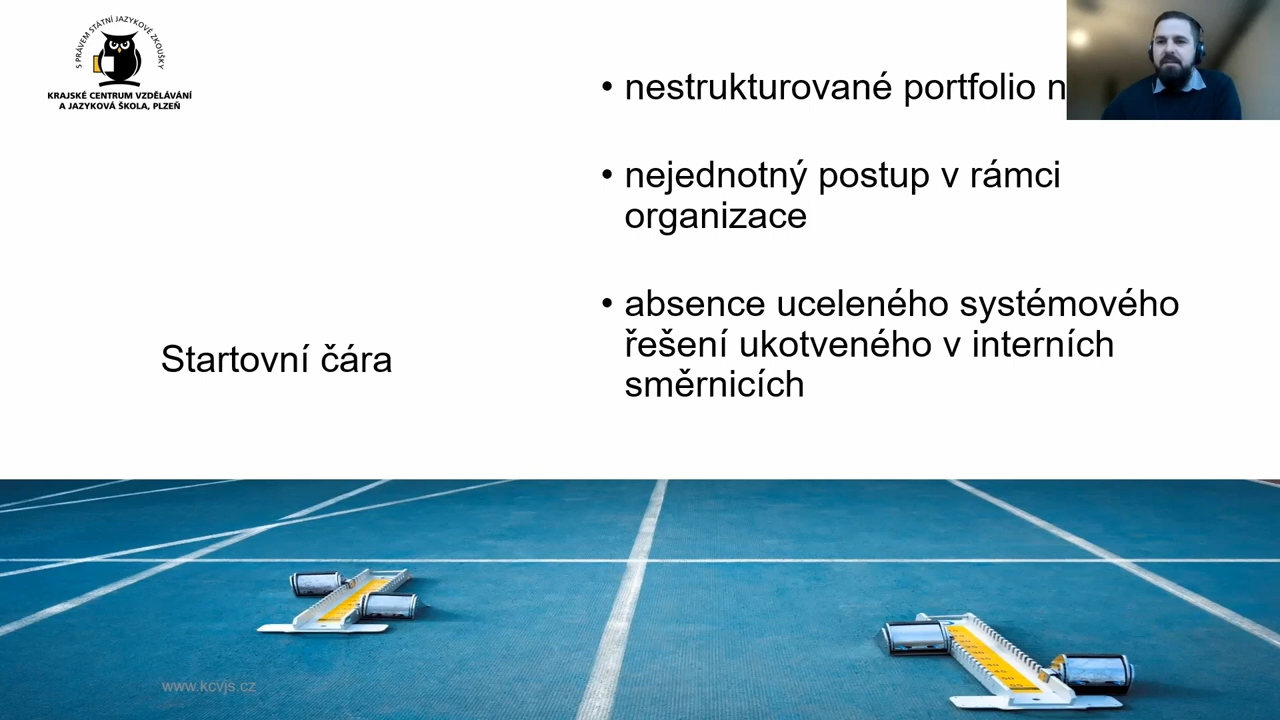 S PRÁVEM STÁTNÍ JAZYKOVÉ ZKOUŠKY
KRAJSKÉ CENTRUM VZDĚLÁVÁNÍ
A JAZYKOVÁ ŠKOLA, PLZEŇ
Startovní čára
• nestrukturované portfolio
• nejednotný postup v rámci
organizace
• absence uceleného systémového
řešení ukotveného v interních
směrnicích
www.kcvjs.cz